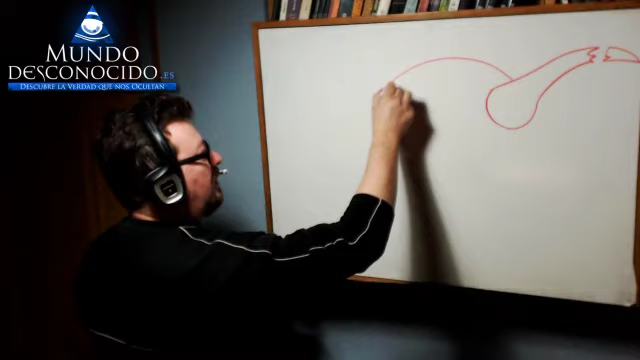 MUNDO
DESCONOCIDO.ES
DESCUBRE LA VERDAD QUE NOS OCULTAN